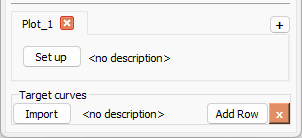 Plot_1 x +
Set up <no description>
Target curves
Import <no description> Add Row x